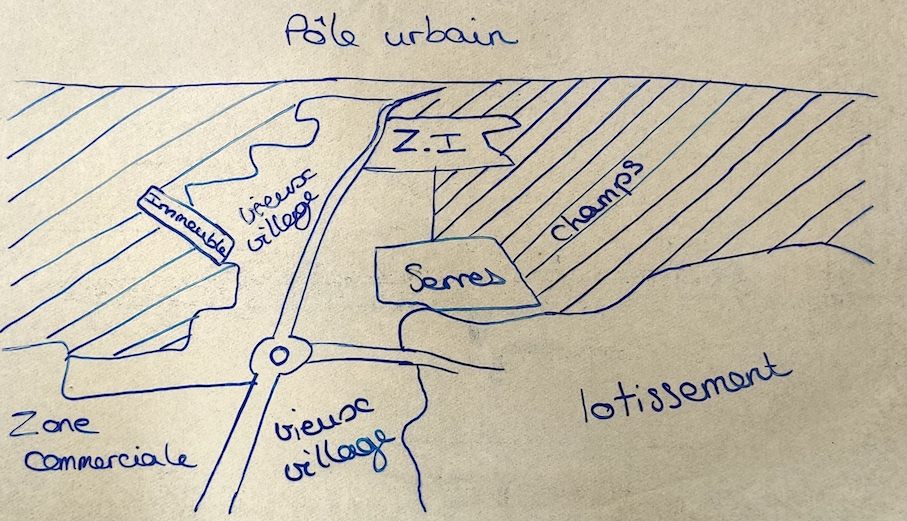 Pôle urbain
Z.I
Immeuble
vieux
village
champs
Serres
lotissement
Zone
commerciale
vieux
village